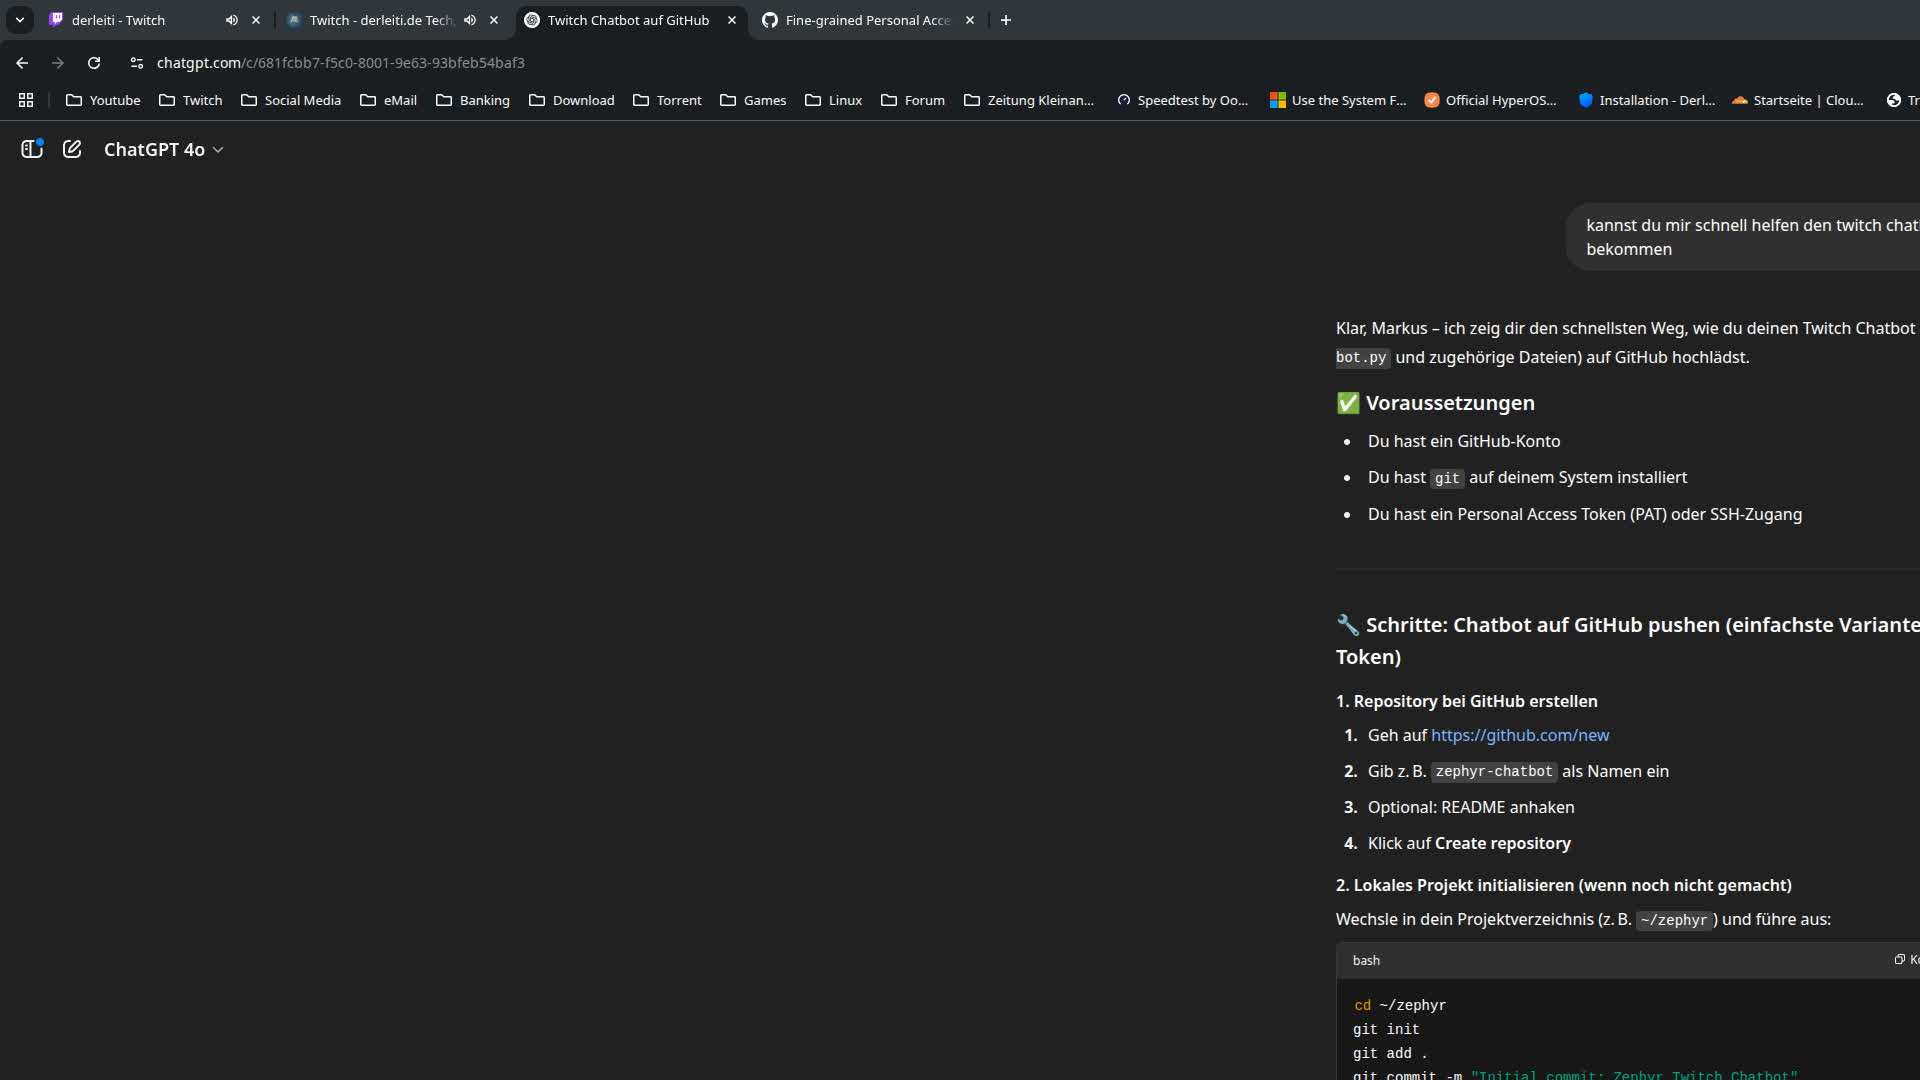 derleiti - Twitch
Twitch - derleiti.de Tech
Twitch Chatbot auf GitHub
Fine-grained Personal Acce
chatgpt.com/c/681fcbb7-f5c0-8001-9e63-93bfeb54baf3
Youtube
Twitch
Social Media
eMail
Banking
Download
Torrent
Games
Linux
Forum
Zeitung Kleinan...
Speedtest by Oo...
Use the System F...
Official HyperOS...
Installation - Derl...
Startseite | Clou...
Tr
ChatGPT 4o
kannst du mir schnell helfen den twitch chat
bekommen
Klar, Markus – ich zeig dir den schnellsten Weg, wie du deinen Twitch Chatbot
bot.py und zugehörige Dateien) auf GitHub hochlädst.
✅ Voraussetzungen
• Du hast ein GitHub-Konto
• Du hast git auf deinem System installiert
• Du hast ein Personal Access Token (PAT) oder SSH-Zugang
🔧 Schritte: Chatbot auf GitHub pushen (einfachste Variante
Token)
1. Repository bei GitHub erstellen
1. Geh auf https://github.com/new
2. Gib z. B. zephyr-chatbot als Namen ein
3. Optional: README anhaken
4. Klick auf Create repository
2. Lokales Projekt initialisieren (wenn noch nicht gemacht)
Wechsle in dein Projektverzeichnis (z. B. ~/zephyr) und führe aus:
bash
Ko
cd ~/zephyr
git init
git add .
git commit -m "Initial commit: Zephyr Twitch Chatbot"